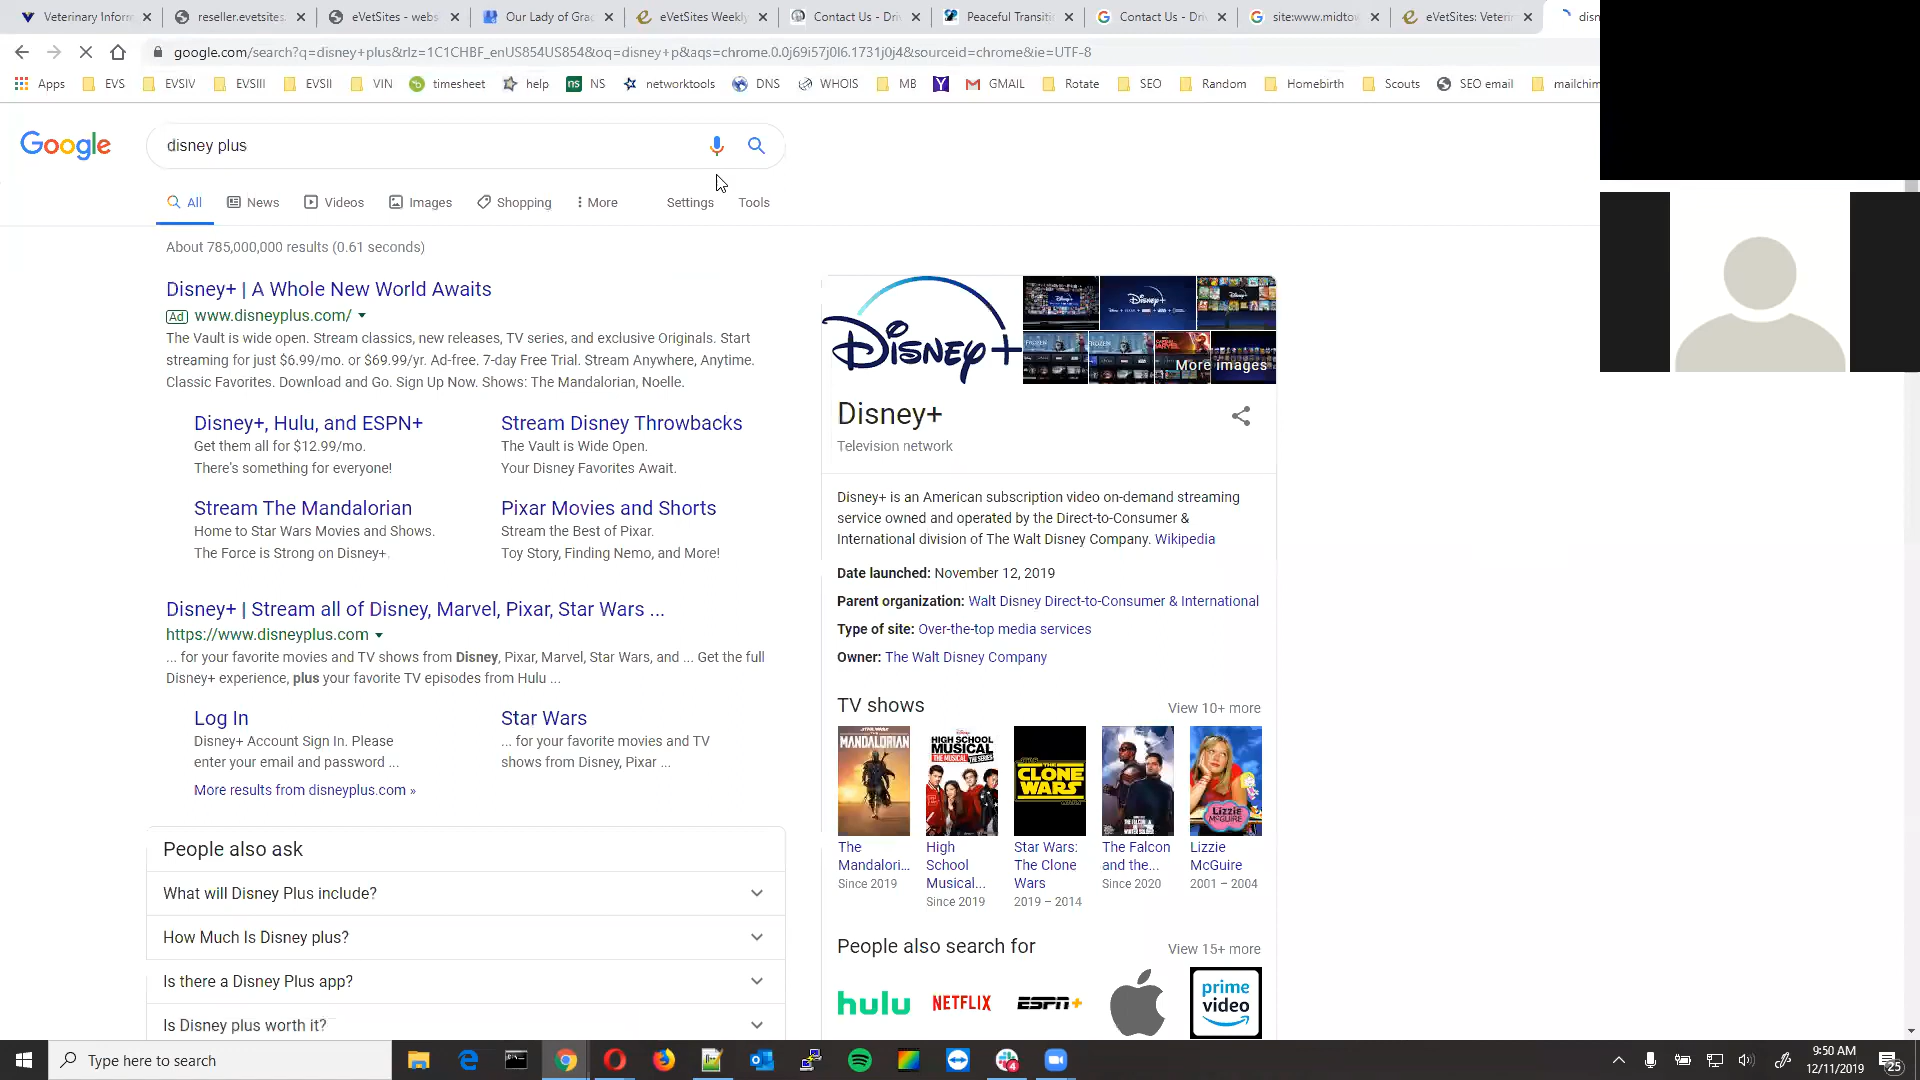 Veterinary Inform
reseller.evetsites.
eVetSites - webs
Our Lady of Grac
eVetSites Weekly
Contact Us - Driv
Peaceful Transiti
Contact Us - Driv
site:www.midtow
eVetSites: Veterin
disn
google.com/search?q=disney+plus&rlz=1C1CHBF_enUS854US854&oq=disney+p&aqs=chrome.0.0j69i57j0l6.1731j0j4&sourceid=chrome&ie=UTF-8
Apps EVS EVSIV EVSIII EVSII VIN timesheet help NS networktools DNS WHOIS MB GMAIL Rotate SEO Random Homebirth Scouts SEO email mailchim
Google
disney plus
All News Videos Images Shopping More Settings Tools
About 785,000,000 results (0.61 seconds)
Disney+ | A Whole New World Awaits
Ad www.disneyplus.com/
The Vault is wide open. Stream classics, new releases, TV series, and exclusive Originals. Start
streaming for just $6.99/mo. or $69.99/yr. Ad-free. 7-day Free Trial. Stream Anywhere, Anytime.
Classic Favorites. Download and Go. Sign Up Now. Shows: The Mandalorian, Noelle.
Disney+, Hulu, and ESPN+
Get them all for $12.99/mo.
There's something for everyone!
Stream Disney Throwbacks
The Vault is Wide Open.
Your Disney Favorites Await.
Stream The Mandalorian
Home to Star Wars Movies and Shows.
The Force is Strong on Disney+.
Pixar Movies and Shorts
Stream the Best of Pixar.
Toy Story, Finding Nemo, and More!
Disney+ | Stream all of Disney, Marvel, Pixar, Star Wars ...
https://www.disneyplus.com
... for your favorite movies and TV shows from Disney, Pixar, Marvel, Star Wars, and ... Get the full
Disney+ experience, plus your favorite TV episodes from Hulu ...
Log In
Disney+ Account Sign In. Please
enter your email and password ...
Star Wars
... for your favorite movies and TV
shows from Disney, Pixar ...
More results from disneyplus.com »
People also ask
What will Disney Plus include?
How Much Is Disney plus?
Is there a Disney Plus app?
Is Disney plus worth it?
Disney+
More images
Disney+
Television network
Disney+ is an American subscription video on-demand streaming
service owned and operated by the Direct-to-Consumer &
International division of The Walt Disney Company. Wikipedia
Date launched: November 12, 2019
Parent organization: Walt Disney Direct-to-Consumer & International
Type of site: Over-the-top media services
Owner: The Walt Disney Company
TV shows
View 10+ more
MANDALORIAN
HIGH SCHOOL
MUSICAL
THE CLONE
WARS
Lizzie
McGUIRE
The
Mandalori...
Since 2019
High
School
Musical...
Since 2019
Star Wars:
The Clone
Wars
2019 – 2014
The Falcon
and the...
Since 2020
Lizzie
McGuire
2001 – 2004
People also search for
View 15+ more
hulu
NETFLIX
ESPN+
prime
video
Type here to search
4
9:50 AM
12/11/2019
25